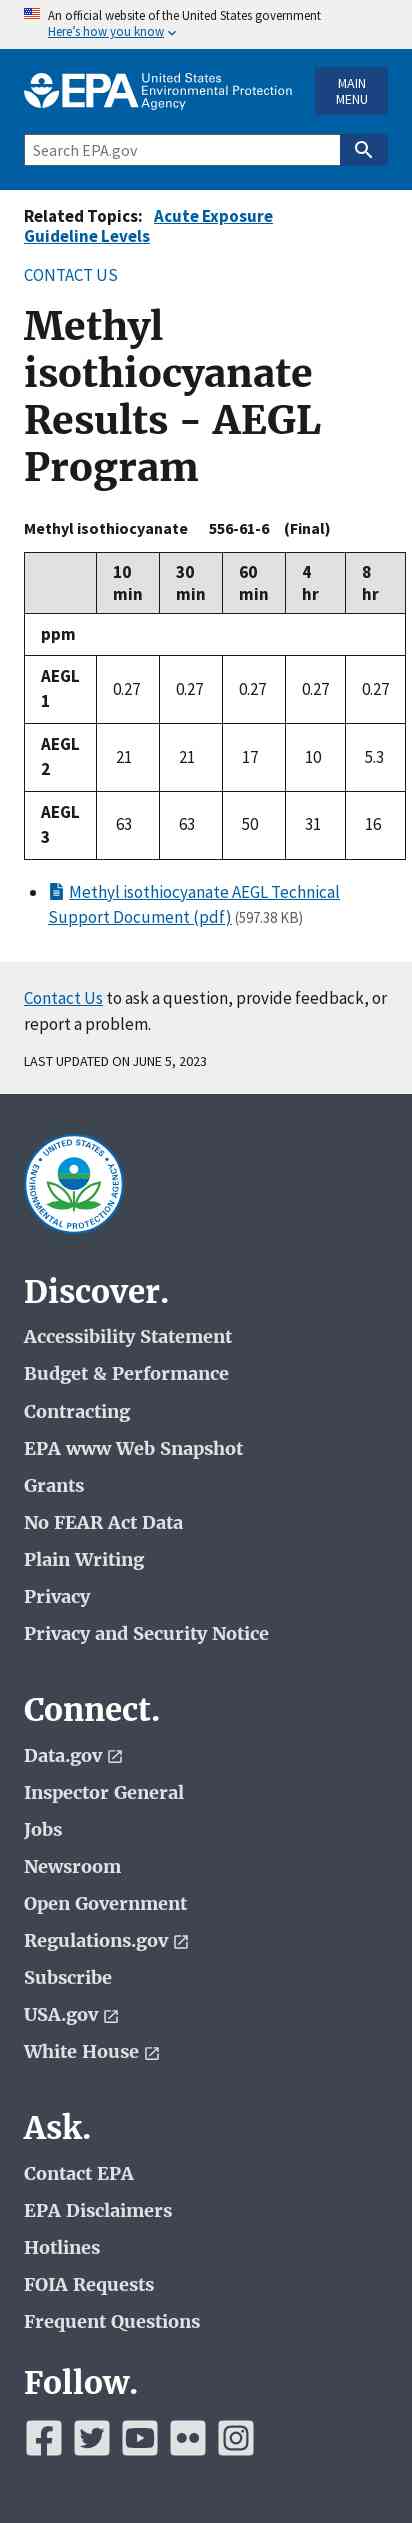 An official website of the United States government
Here's how you know
EPA United States
Environmental Protection
Agency
MAIN
MENU
Search EPA.gov
Related Topics: Acute Exposure
Guideline Levels
CONTACT US
Methyl
isothiocyanate
Results - AEGL
Program
Methyl isothiocyanate 556-61-6 (Final)
10 min 30 min 60 min 4 hr 8 hr
ppm
AEGL 1 0.27 0.27 0.27 0.27 0.27
AEGL 2 21 21 17 10 5.3
AEGL 3 63 63 50 31 16
Methyl isothiocyanate AEGL Technical
Support Document (pdf) (597.38 KB)
Contact Us to ask a question, provide feedback, or
report a problem.
LAST UPDATED ON JUNE 5, 2023
UNITED STATES
ENVIRONMENTAL PROTECTION AGENCY
Discover.
Accessibility Statement
Budget & Performance
Contracting
EPA www Web Snapshot
Grants
No FEAR Act Data
Plain Writing
Privacy
Privacy and Security Notice
Connect.
Data.gov
Inspector General
Jobs
Newsroom
Open Government
Regulations.gov
Subscribe
USA.gov
White House
Ask.
Contact EPA
EPA Disclaimers
Hotlines
FOIA Requests
Frequent Questions
Follow.